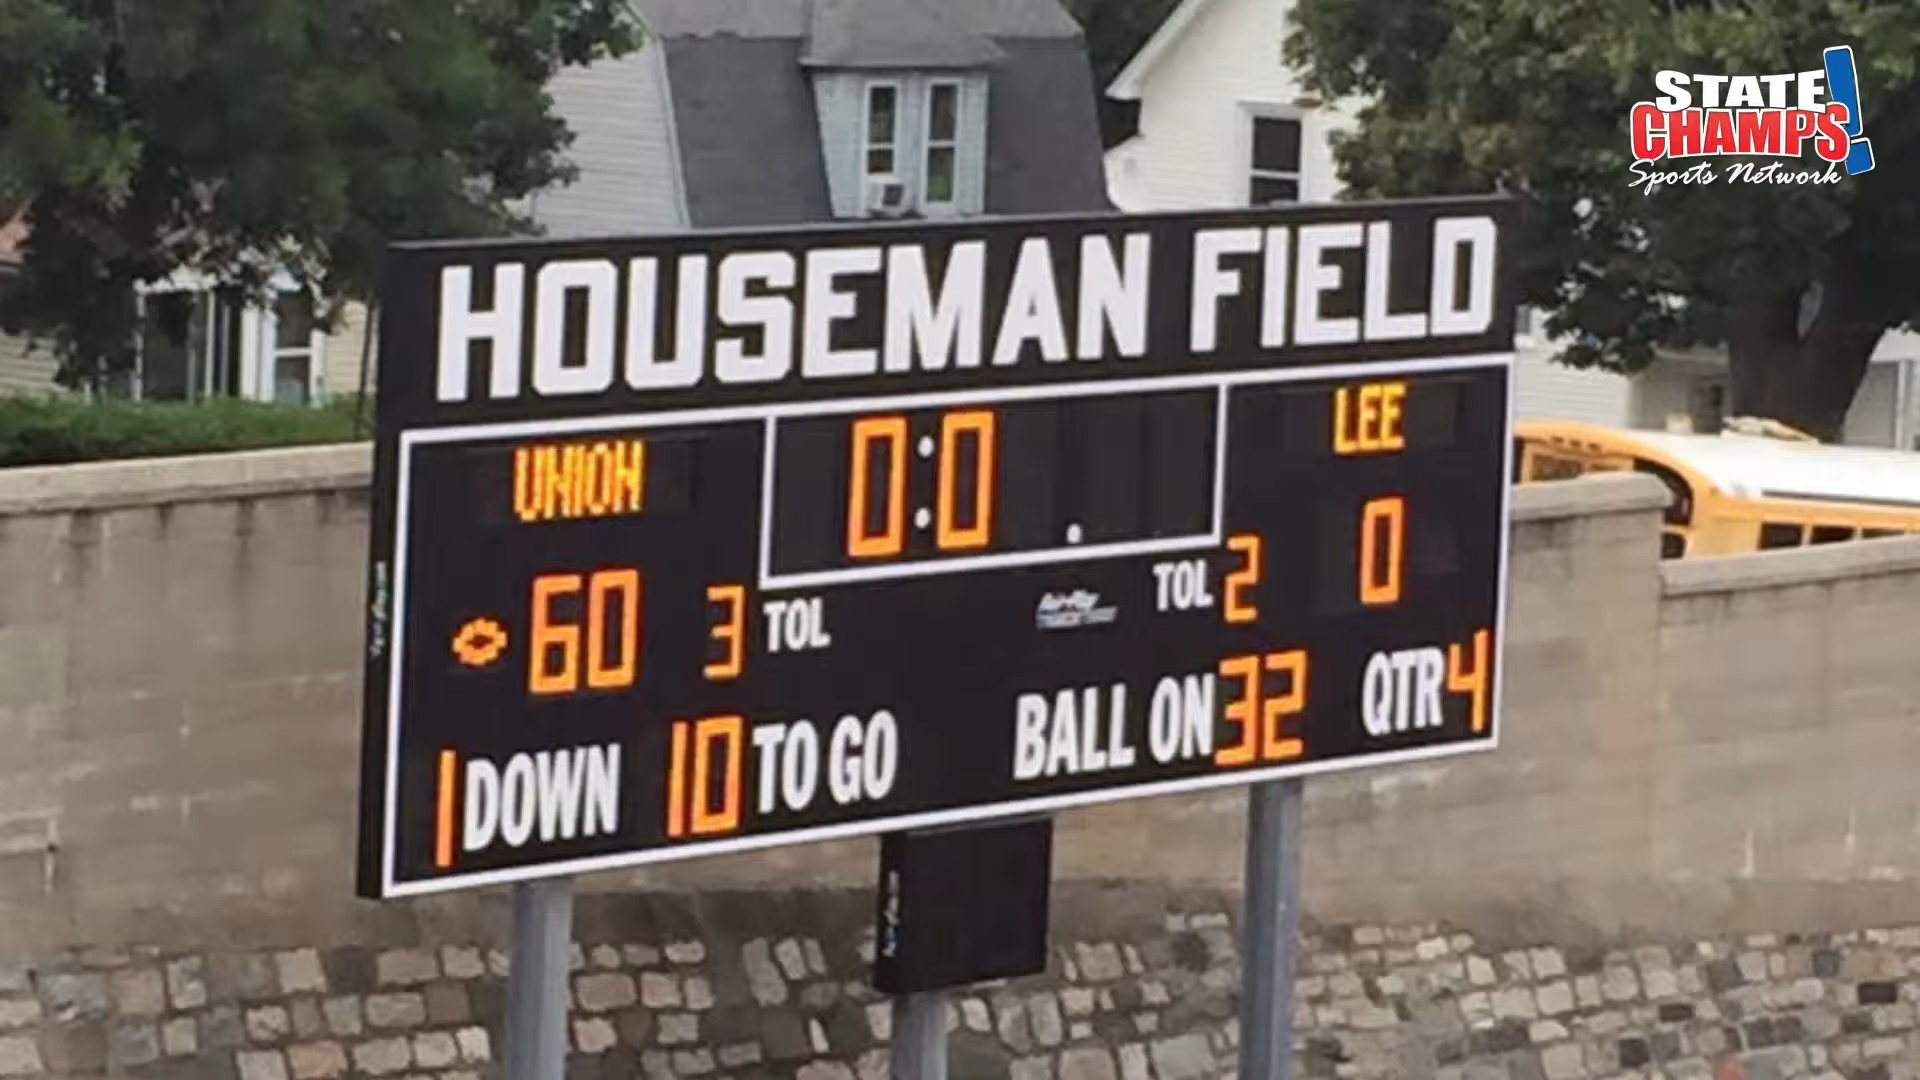 STATE
CHAMPS!
Sports Network
HOUSEMAN FIELD
UNION 0:0. LEE
60 3 TOL TOL 2 0
1 DOWN 10 TO GO BALL ON 32 QTR 4